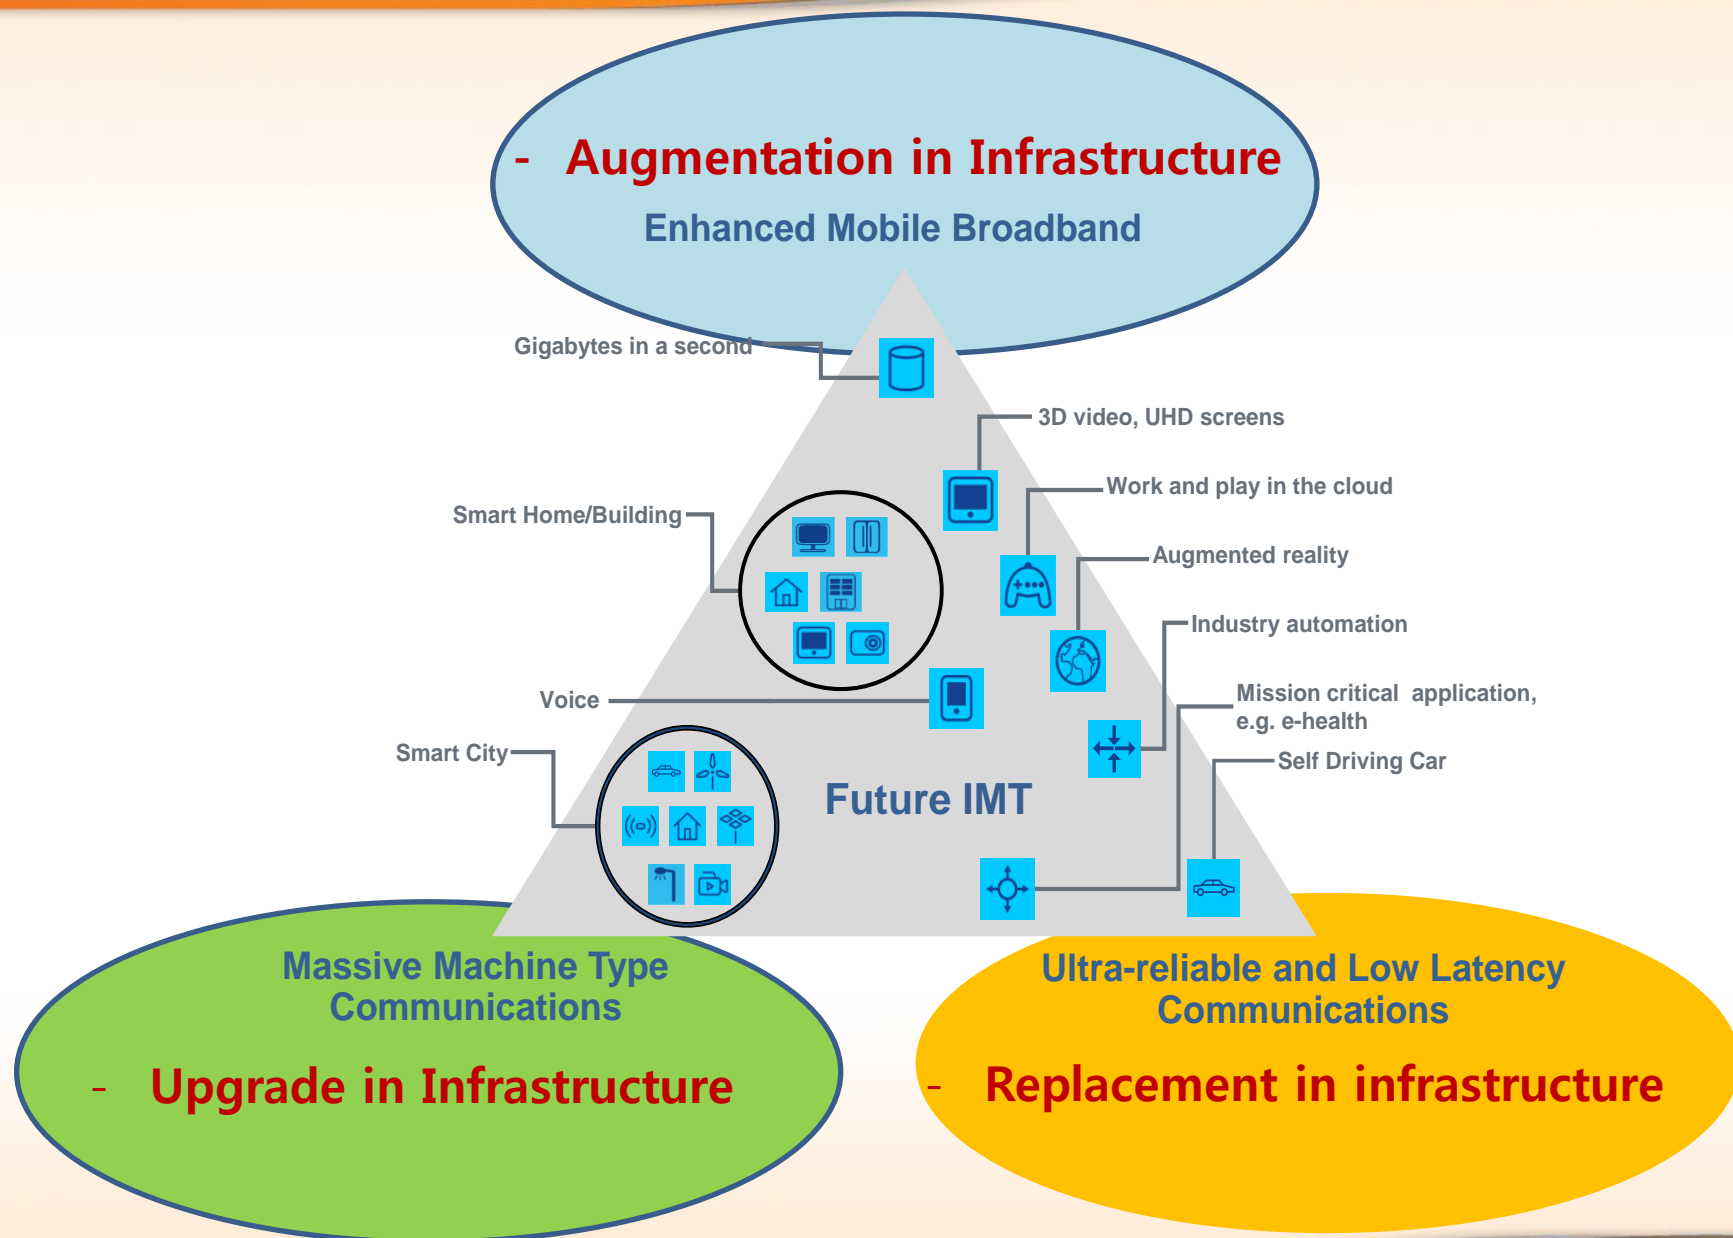 - Augmentation in Infrastructure
Enhanced Mobile Broadband
Gigabytes in a second
3D video, UHD screens
Work and play in the cloud
Smart Home/Building
Augmented reality
Industry automation
Mission critical application,
e.g. e-health
Voice
Smart City
Self Driving Car
Future IMT
Massive Machine Type
Communications
- Upgrade in Infrastructure
Ultra-reliable and Low Latency
Communications
- Replacement in infrastructure